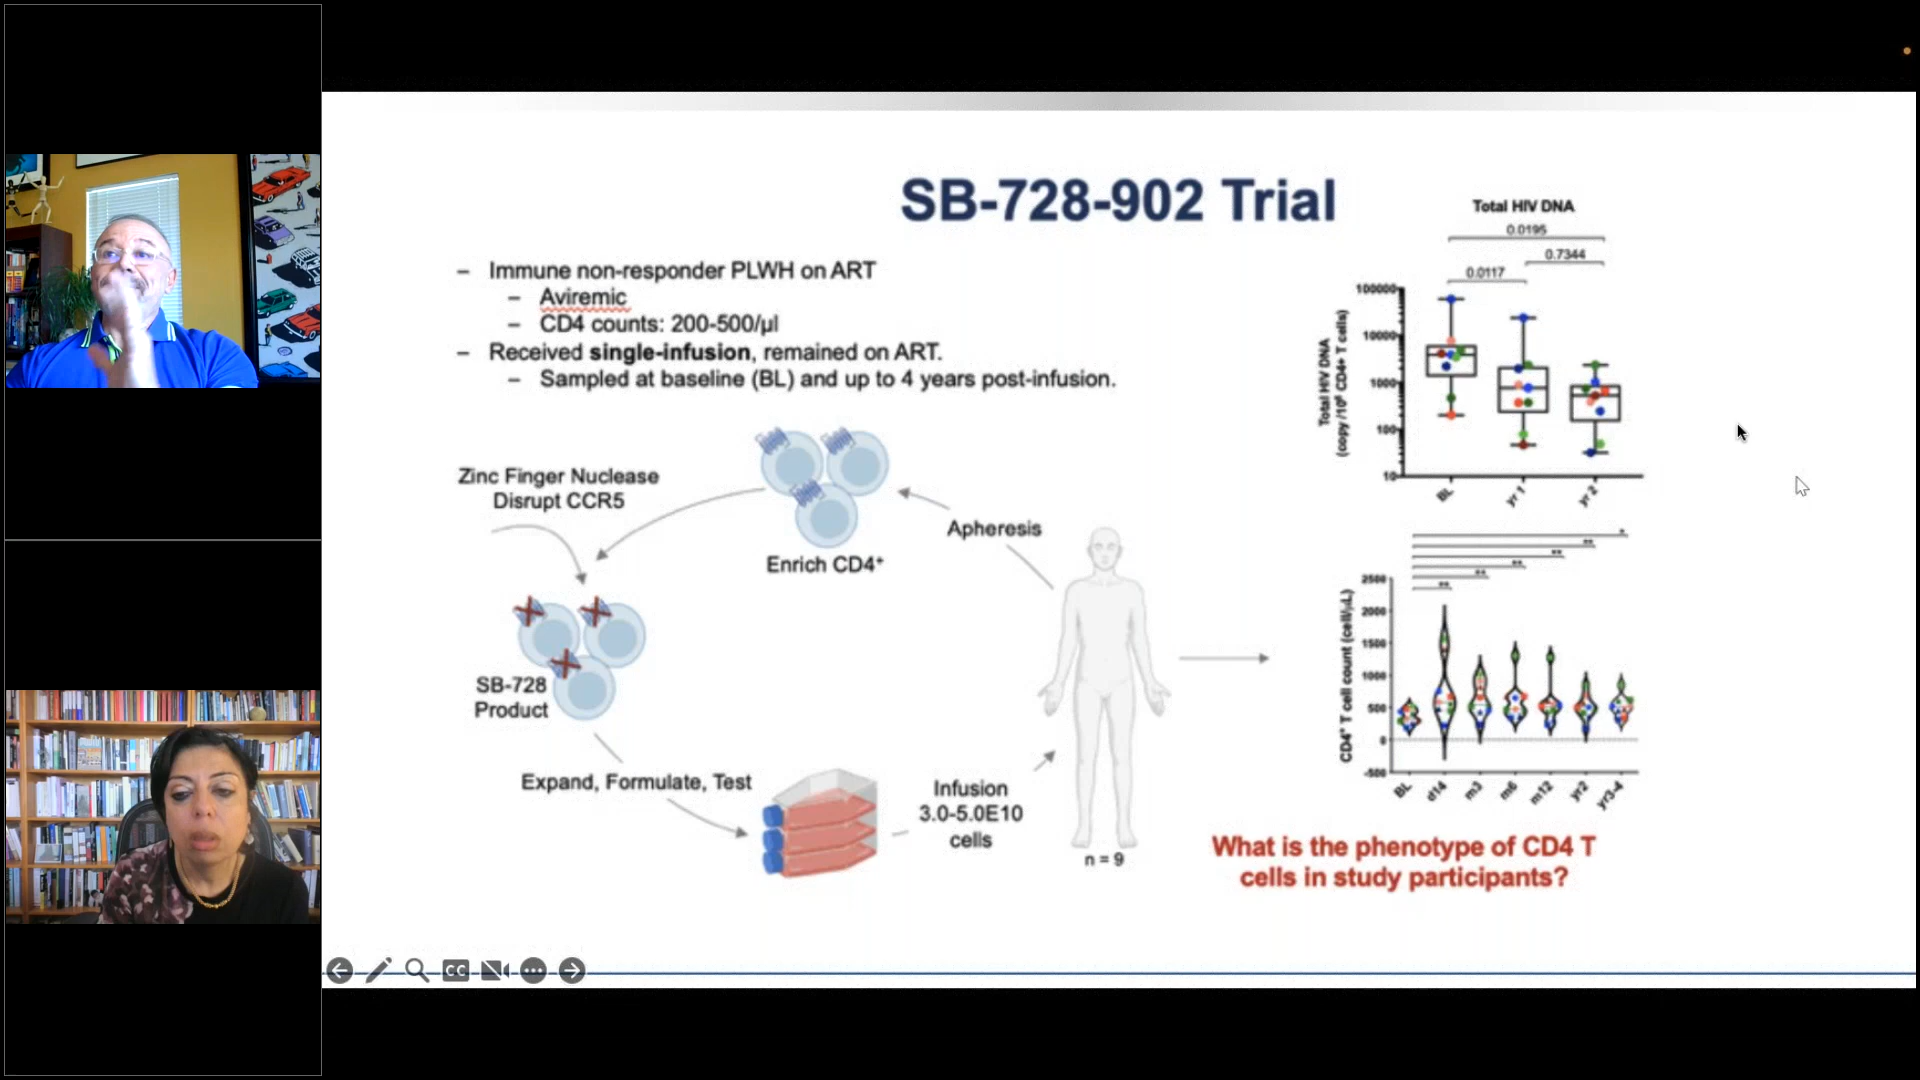 SB-728-902 Trial
– Immune non-responder PLWH on ART
– Aviremic
– CD4 counts: 200-500/µl
– Received single-infusion, remained on ART.
– Sampled at baseline (BL) and up to 4 years post-infusion.
Zinc Finger Nuclease
Disrupt CCR5
Enrich CD4⁺
Apheresis
SB-728
Product
Expand, Formulate, Test
Infusion
3.0-5.0E10
cells
n = 9
Total HIV DNA
0.0195
0.7344
0.0117
Total HIV DNA
(copy /10⁶ CD4+ T cells)
100000
10000
1000
100
10
BL
yr 1
yr 2
*
**
**
**
**
**
CD4⁺ T cell count (cell/µL)
2500
2000
1500
1000
500
0
-500
BL
d14
m3
m6
m12
yr2
yr3-4
What is the phenotype of CD4 T
cells in study participants?
CC